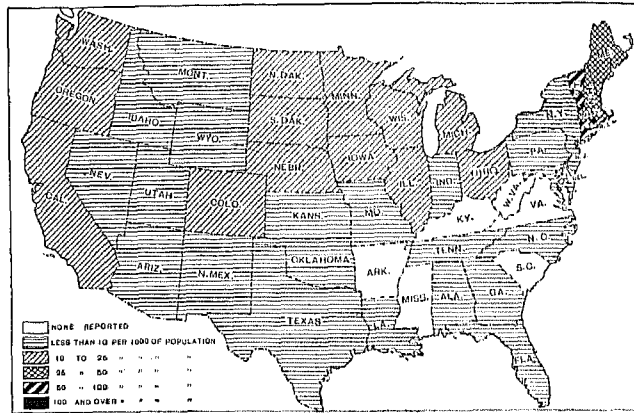 WASH.
MONT.
N.DAK.
MINN.
OREGON.
IDAHO.
S.DAK.
WIS.
MICH.
N.Y.
WYO.
IOWA.
PA.
NEBR.
NEV.
UTAH
COLO.
ILL.
IND.
OHIO.
W.VA.
VA.
CAL.
KANS.
MO.
KY.
ARIZ.
N.MEX.
OKLAHOMA
ARK.
TENN.
N.C.
S.C.
MISS.
ALA.
GA.
TEXAS
LA.
FLA.
NONE REPORTED
LESS THAN 10 PER 1000 OF POPULATION
10 TO 25 " " " "
25 " 50 " " " "
50 " 100 " " " "
100 AND OVER " " " "